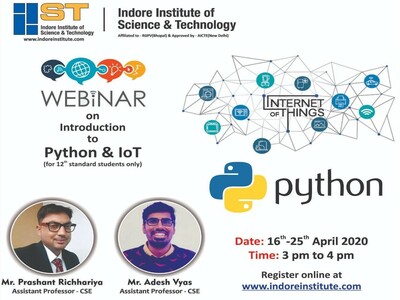 IIST
Indore Institute of
Science & Technology
www.indoreinstitute.com
Indore Institute of
Science & Technology
Affiliated to - RGPV(Bhopal) & Approved by - AICTE(New Delhi)
WEBiNAR
on
Introduction
to
Python & IoT
(for 12th standard students only)
INTERNET
OF THINGS
python
Mr. Prashant Richhariya
Assistant Professor - CSE
Mr. Adesh Vyas
Assistant Professor - CSE
Date: 16th-25th April 2020
Time: 3 pm to 4 pm
Register online at
www.indoreinstitute.com